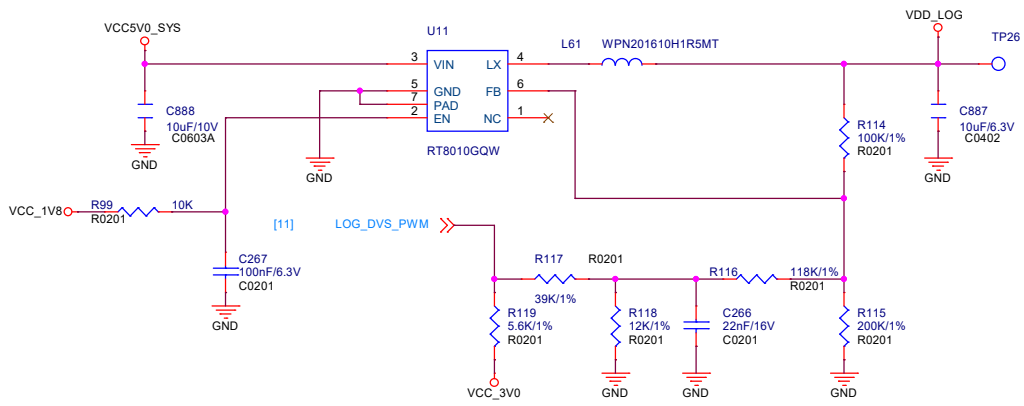 VCC5V0_SYS
VDD_LOG
U11
L61 WPN201610H1R5MT
TP26
3 VIN LX 4
5 GND FB 6
7 PAD
2 EN NC 1
RT8010GQW
C888
10uF/10V
C0603A
GND
GND
C887
10uF/6.3V
C0402
GND
R114
100K/1%
R0201
VCC_1V8
R99
R0201
10K
[11]
LOG_DVS_PWM
C267
100nF/6.3V
C0201
GND
R117
R0201
39K/1%
R116
118K/1%
R0201
R119
5.6K/1%
R0201
VCC_3V0
R118
12K/1%
R0201
GND
C266
22nF/16V
C0201
GND
R115
200K/1%
R0201
GND